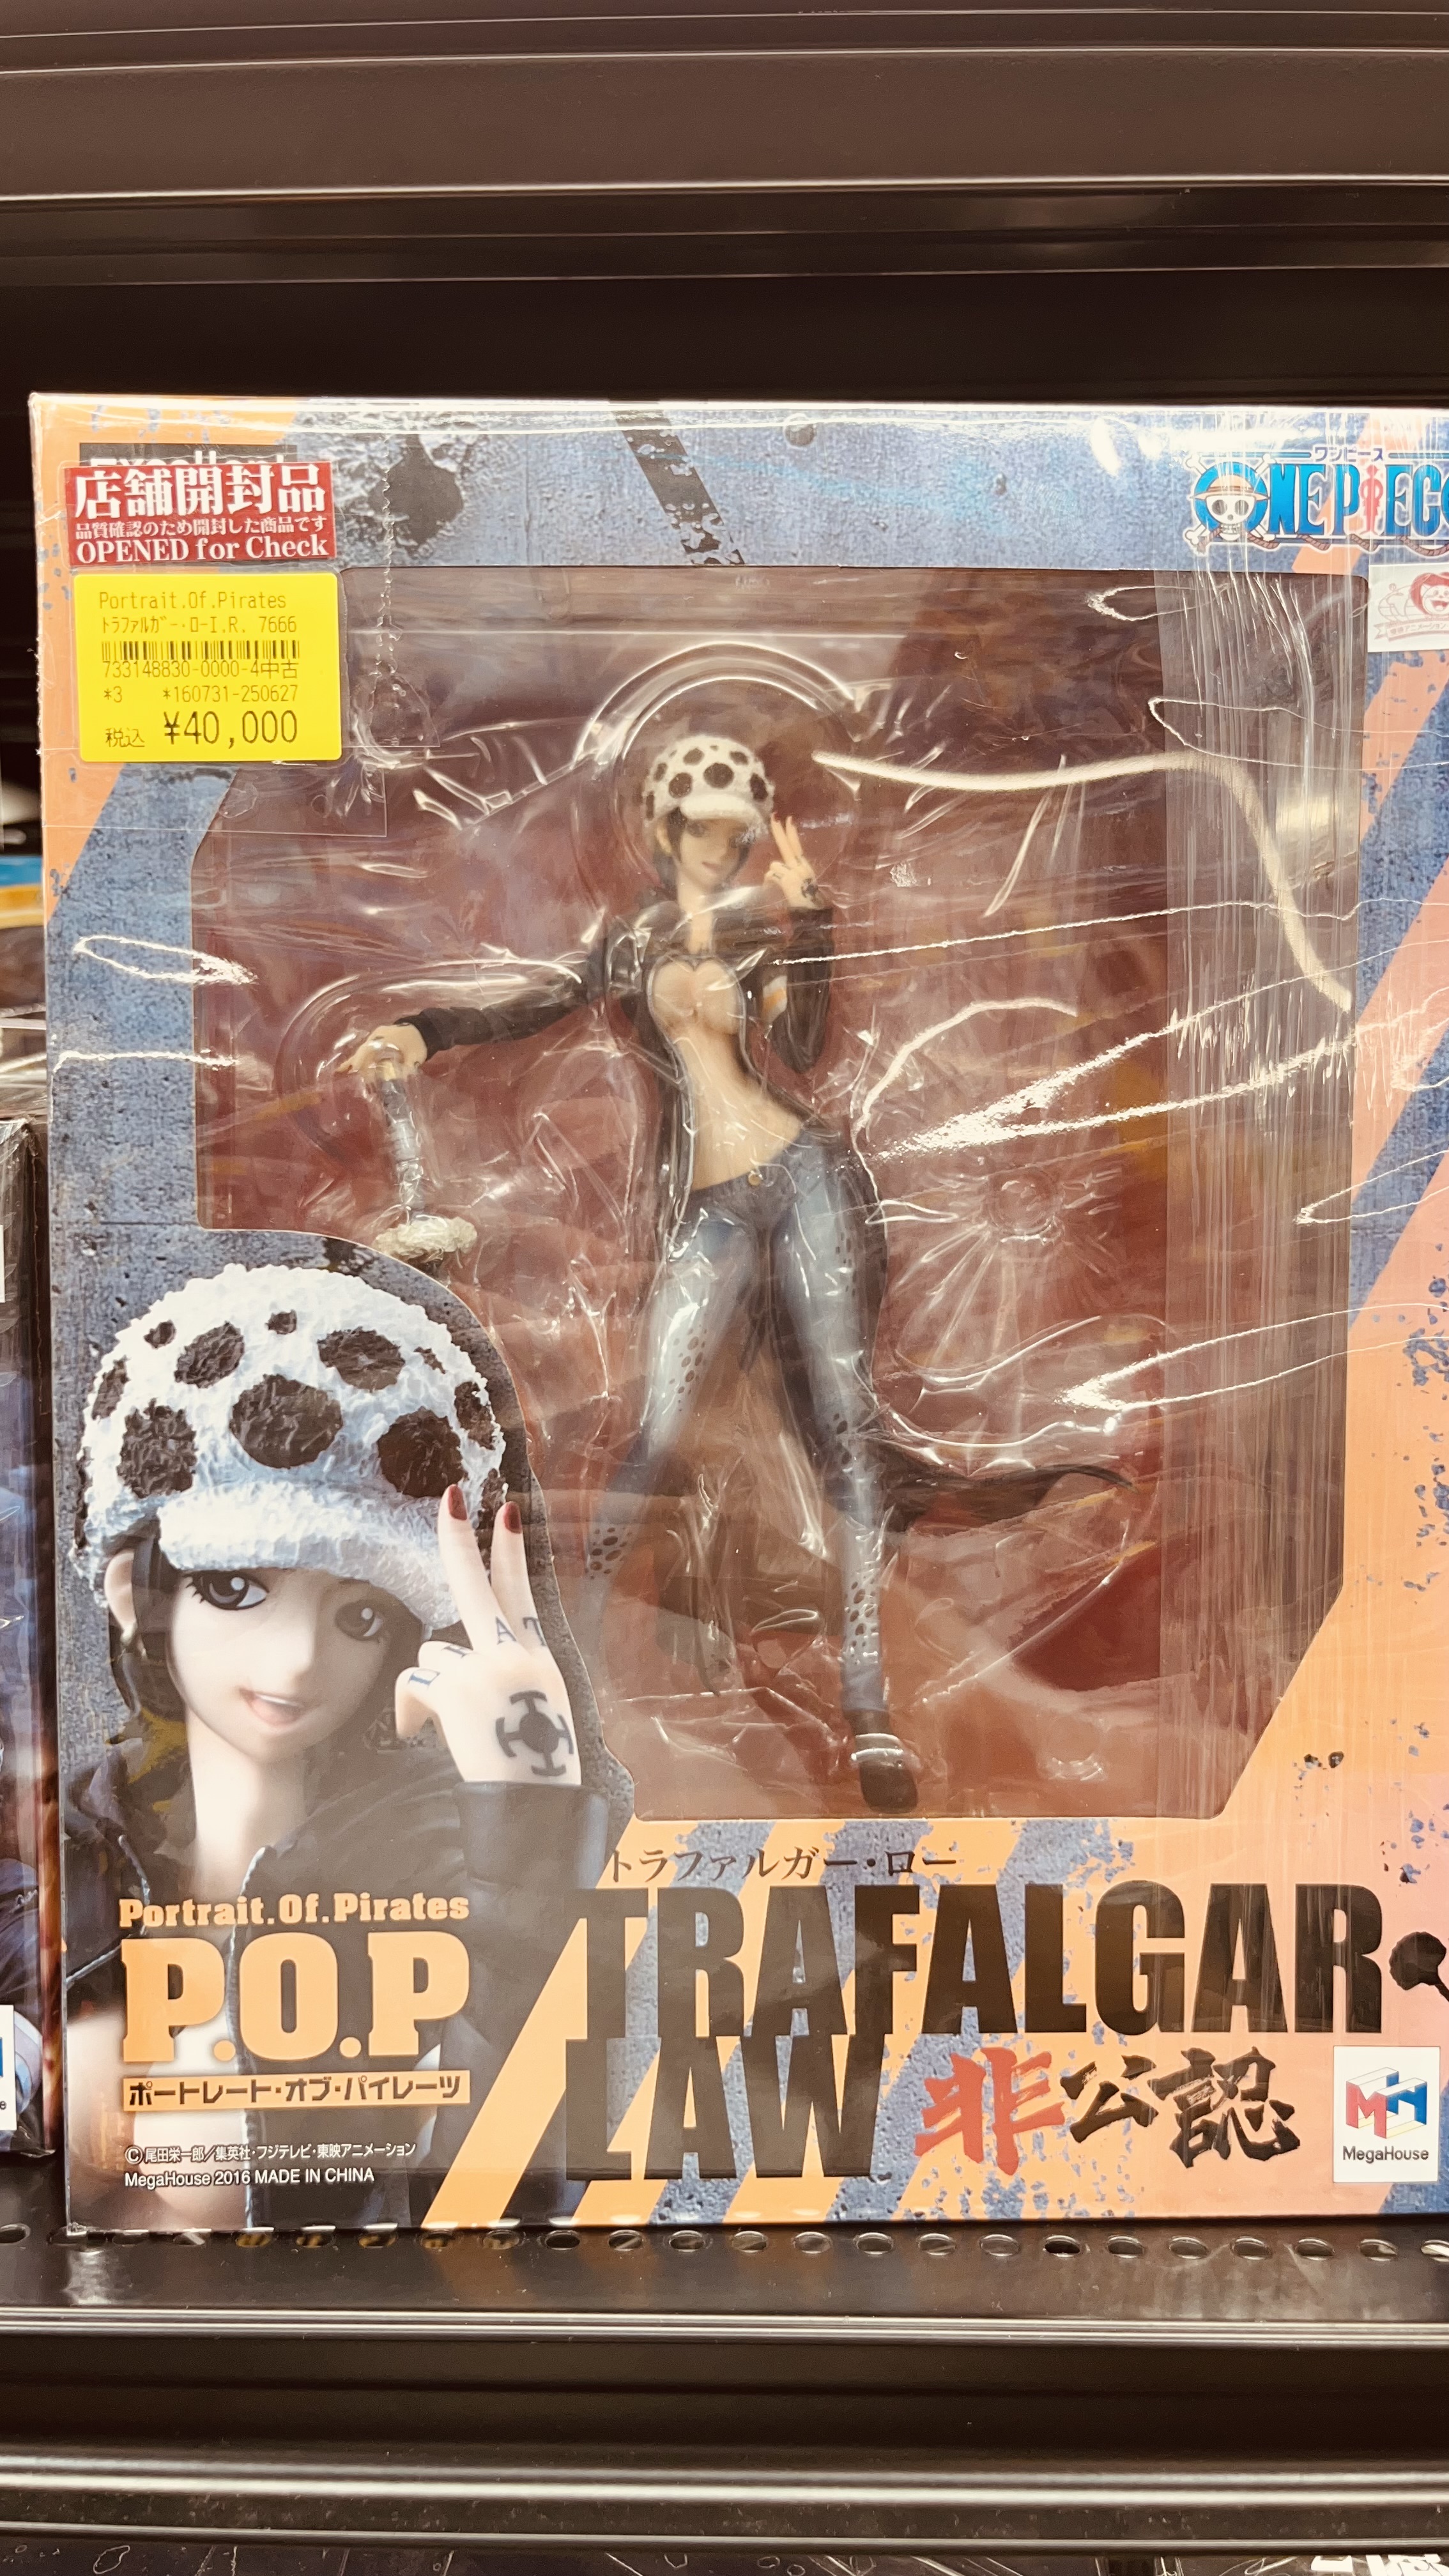 店舗開封品
品質確認のため開封した商品です
OPENED for Check
Portrait.Of.Pirates
トラファルガー・ローI.R. 7666
733148830-0000-4中古
*3 *160731-250627
税込 ¥40,000
ワンピース
ONE PIECE
トラファルガー・ロー
TRAFALGAR・
LAW
非公認
Portrait.Of.Pirates
P.O.P
ポートレート・オブ・パイレーツ
©尾田栄一郎/集英社・フジテレビ・東映アニメーション
MegaHouse 2016 MADE IN CHINA
MegaHouse